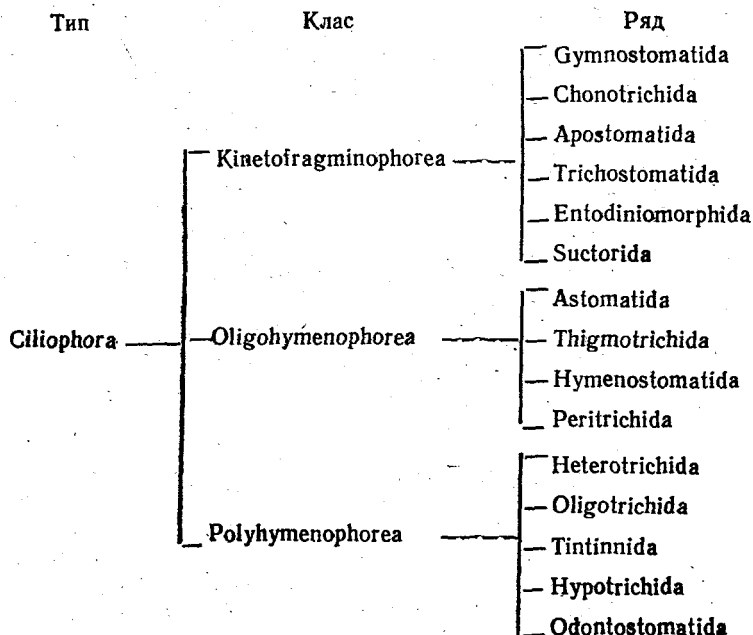 Тип Клас Ряд
Gymnostomatida
Chonotrichida
Apostomatida
Kinetofragminophorea
Trichostomatida
Entodiniomorphida
Suctorida
Astomatida
Ciliophora Oligohymenophorea Thigmotrichida
Hymenostomatida
Peritrichida
Heterotrichida
Oligotrichida
Polyhymenophorea
Tintinnida
Hypotrichida
Odontostomatida